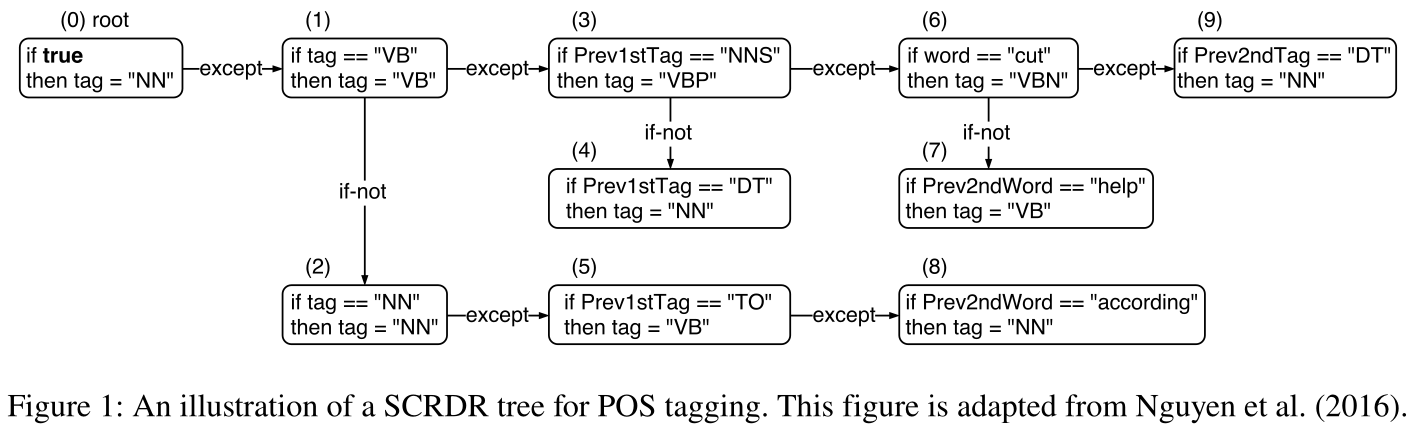 (0) root
if true
then tag = "NN"
except
(1)
if tag == "VB"
then tag = "VB"
except
(3)
if Prev1stTag == "NNS"
then tag = "VBP"
except
(6)
if word == "cut"
then tag = "VBN"
except
(9)
if Prev2ndTag == "DT"
then tag = "NN"
if-not
if-not
if-not
(4)
if Prev1stTag == "DT"
then tag = "NN"
(7)
if Prev2ndWord == "help"
then tag = "VB"
(2)
if tag == "NN"
then tag = "NN"
except
(5)
if Prev1stTag == "TO"
then tag = "VB"
except
(8)
if Prev2ndWord == "according"
then tag = "NN"
Figure 1: An illustration of a SCRDR tree for POS tagging. This figure is adapted from Nguyen et al. (2016).